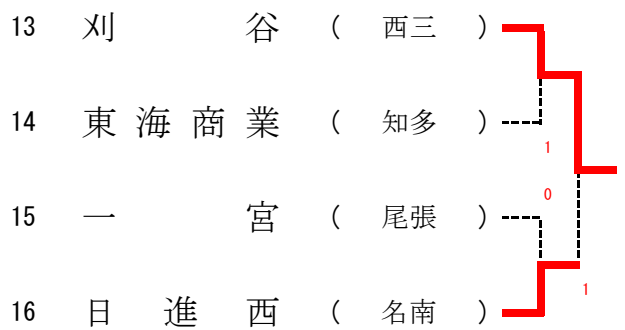 13 刈谷 ( 西三 )
14 東海商業 ( 知多 )
1
0
15 一宮 ( 尾張 )
1
16 日進西 ( 名南 )